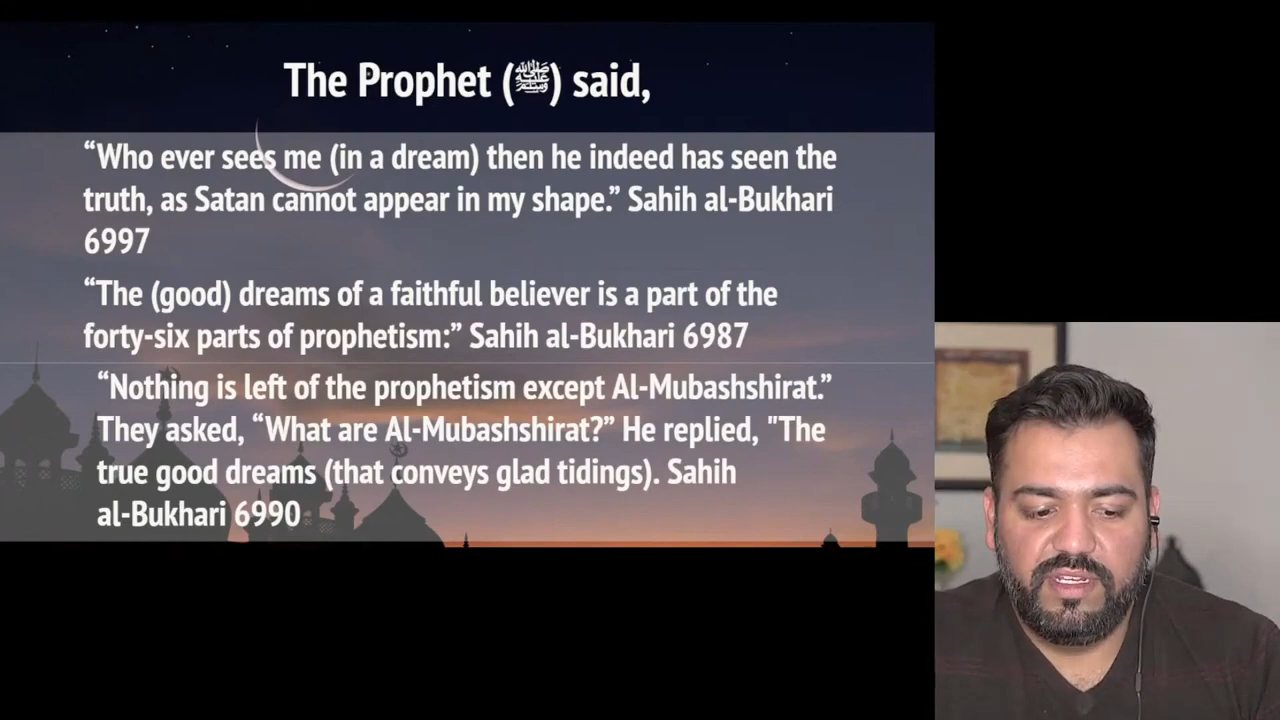 The Prophet (ﷺ) said,
“Who ever sees me (in a dream) then he indeed has seen the
truth, as Satan cannot appear in my shape.” Sahih al-Bukhari
6997
“The (good) dreams of a faithful believer is a part of the
forty-six parts of prophetism:” Sahih al-Bukhari 6987
“Nothing is left of the prophetism except Al-Mubashshirat.”
They asked, “What are Al-Mubashshirat?” He replied, "The
true good dreams (that conveys glad tidings). Sahih
al-Bukhari 6990